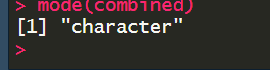 > mode(combined)
[1] "character"
>